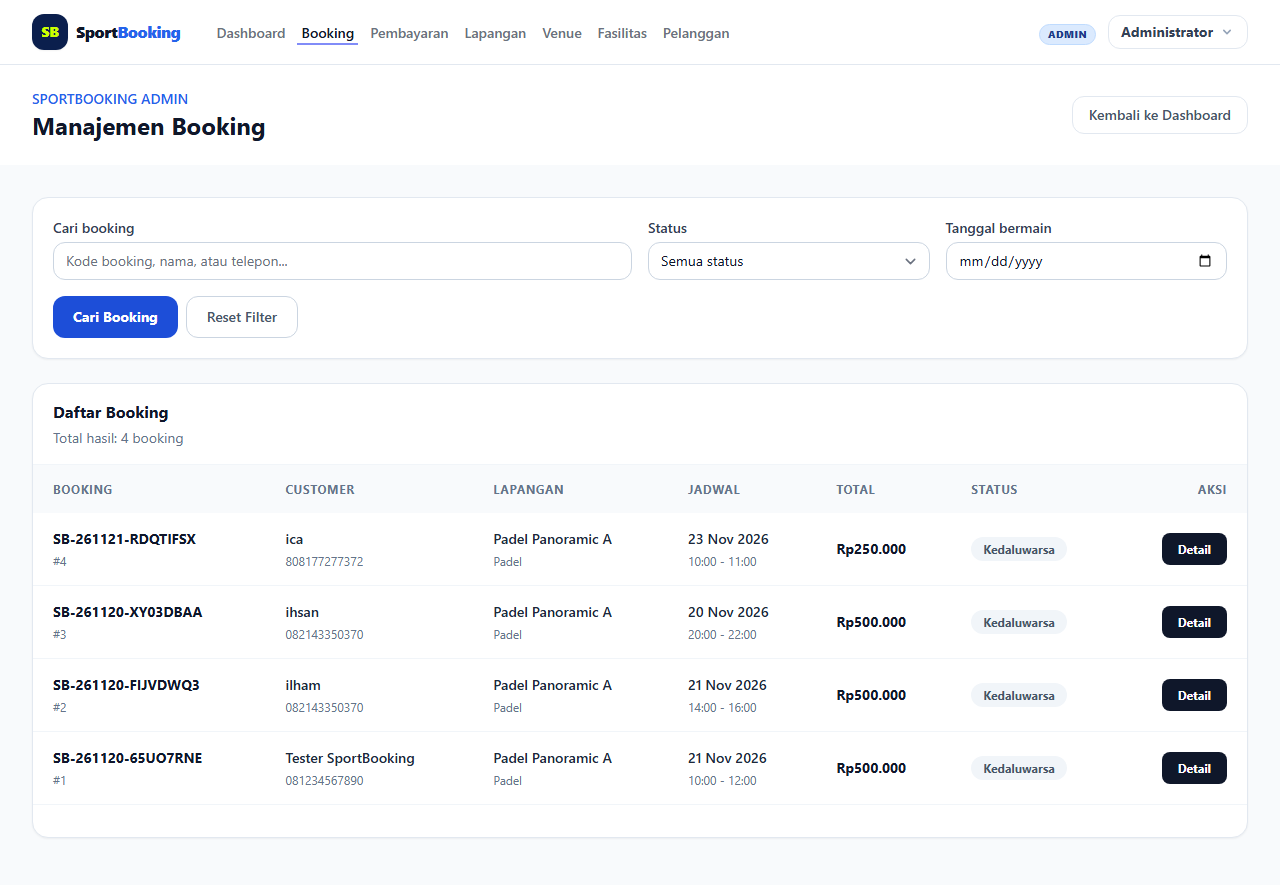 SB SportBooking Dashboard Booking Pembayaran Lapangan Venue Fasilitas Pelanggan ADMIN Administrator
SPORTBOOKING ADMIN
Manajemen Booking
Kembali ke Dashboard
Cari booking Status Tanggal bermain
Kode booking, nama, atau telepon... Semua status mm/dd/yyyy
Cari Booking Reset Filter
Daftar Booking
Total hasil: 4 booking
BOOKING CUSTOMER LAPANGAN JADWAL TOTAL STATUS AKSI
SB-261121-RDQTIFSX ica Padel Panoramic A 23 Nov 2026 Rp250.000 Kedaluwarsa Detail
#4 808177277372 Padel 10:00 - 11:00
SB-261120-XY03DBAA ihsan Padel Panoramic A 20 Nov 2026 Rp500.000 Kedaluwarsa Detail
#3 082143350370 Padel 20:00 - 22:00
SB-261120-FIJVDWQ3 ilham Padel Panoramic A 21 Nov 2026 Rp500.000 Kedaluwarsa Detail
#2 082143350370 Padel 14:00 - 16:00
SB-261120-65UO7RNE Tester SportBooking Padel Panoramic A 21 Nov 2026 Rp500.000 Kedaluwarsa Detail
#1 081234567890 Padel 10:00 - 12:00